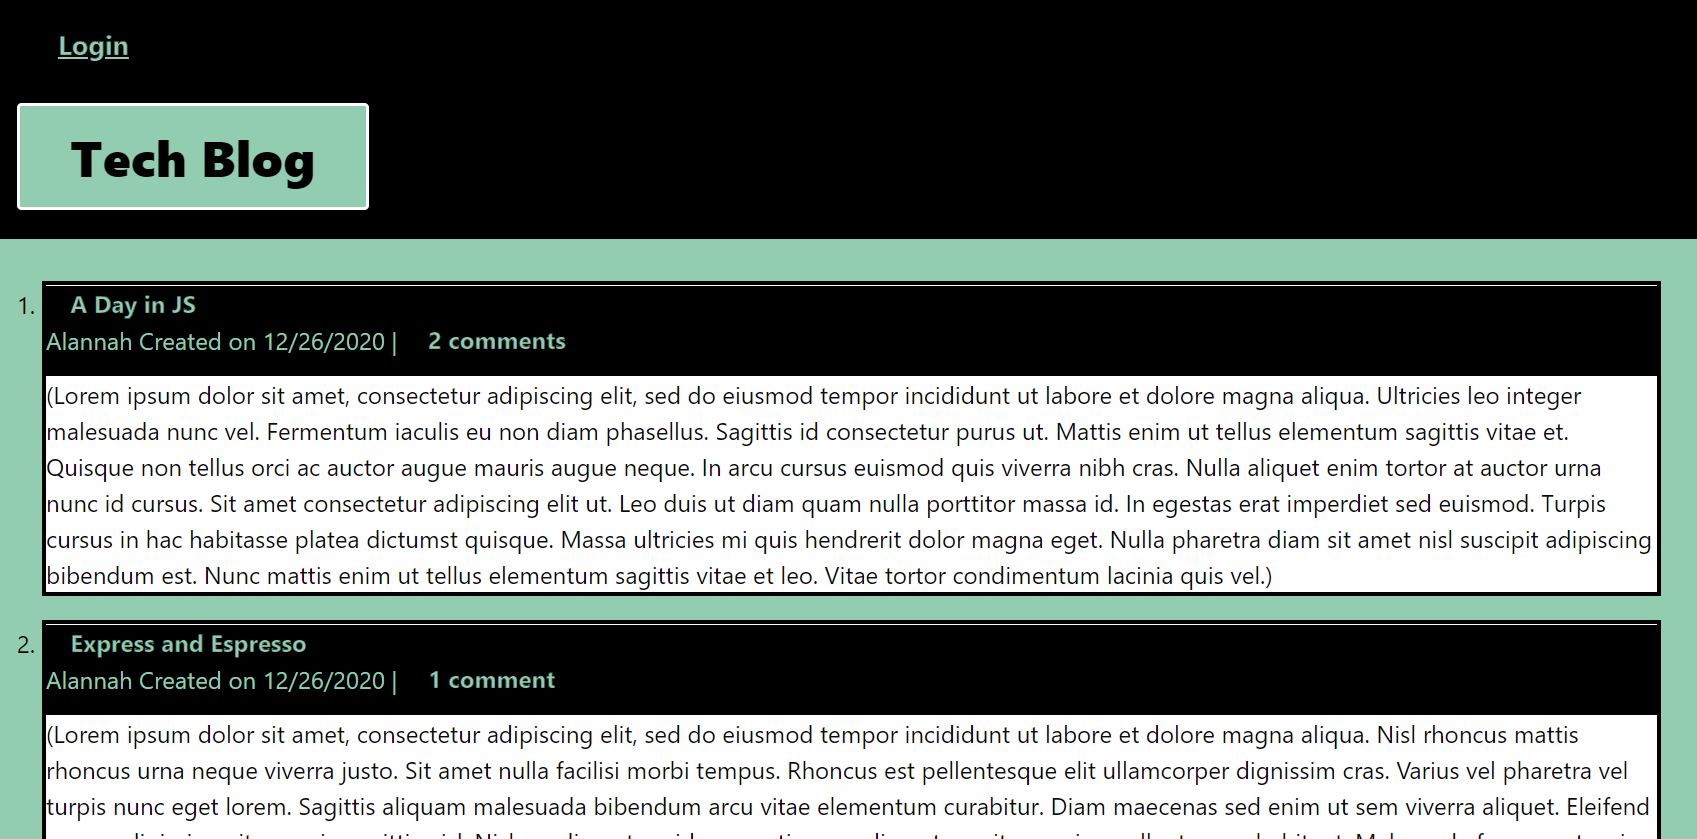 Login
Tech Blog
1. A Day in JS
Alannah Created on 12/26/2020 | 2 comments
(Lorem ipsum dolor sit amet, consectetur adipiscing elit, sed do eiusmod tempor incididunt ut labore et dolore magna aliqua. Ultricies leo integer
malesuada nunc vel. Fermentum iaculis eu non diam phasellus. Sagittis id consectetur purus ut. Mattis enim ut tellus elementum sagittis vitae et.
Quisque non tellus orci ac auctor augue mauris augue neque. In arcu cursus euismod quis viverra nibh cras. Nulla aliquet enim tortor at auctor urna
nunc id cursus. Sit amet consectetur adipiscing elit ut. Leo duis ut diam quam nulla porttitor massa id. In egestas erat imperdiet sed euismod. Turpis
cursus in hac habitasse platea dictumst quisque. Massa ultricies mi quis hendrerit dolor magna eget. Nulla pharetra diam sit amet nisl suscipit adipiscing
bibendum est. Nunc mattis enim ut tellus elementum sagittis vitae et leo. Vitae tortor condimentum lacinia quis vel.)
2. Express and Espresso
Alannah Created on 12/26/2020 | 1 comment
(Lorem ipsum dolor sit amet, consectetur adipiscing elit, sed do eiusmod tempor incididunt ut labore et dolore magna aliqua. Nisl rhoncus mattis
rhoncus urna neque viverra justo. Sit amet nulla facilisi morbi tempus. Rhoncus est pellentesque elit ullamcorper dignissim cras. Varius vel pharetra vel
turpis nunc eget lorem. Sagittis aliquam malesuada bibendum arcu vitae elementum curabitur. Diam maecenas sed enim ut sem viverra aliquet. Eleifend